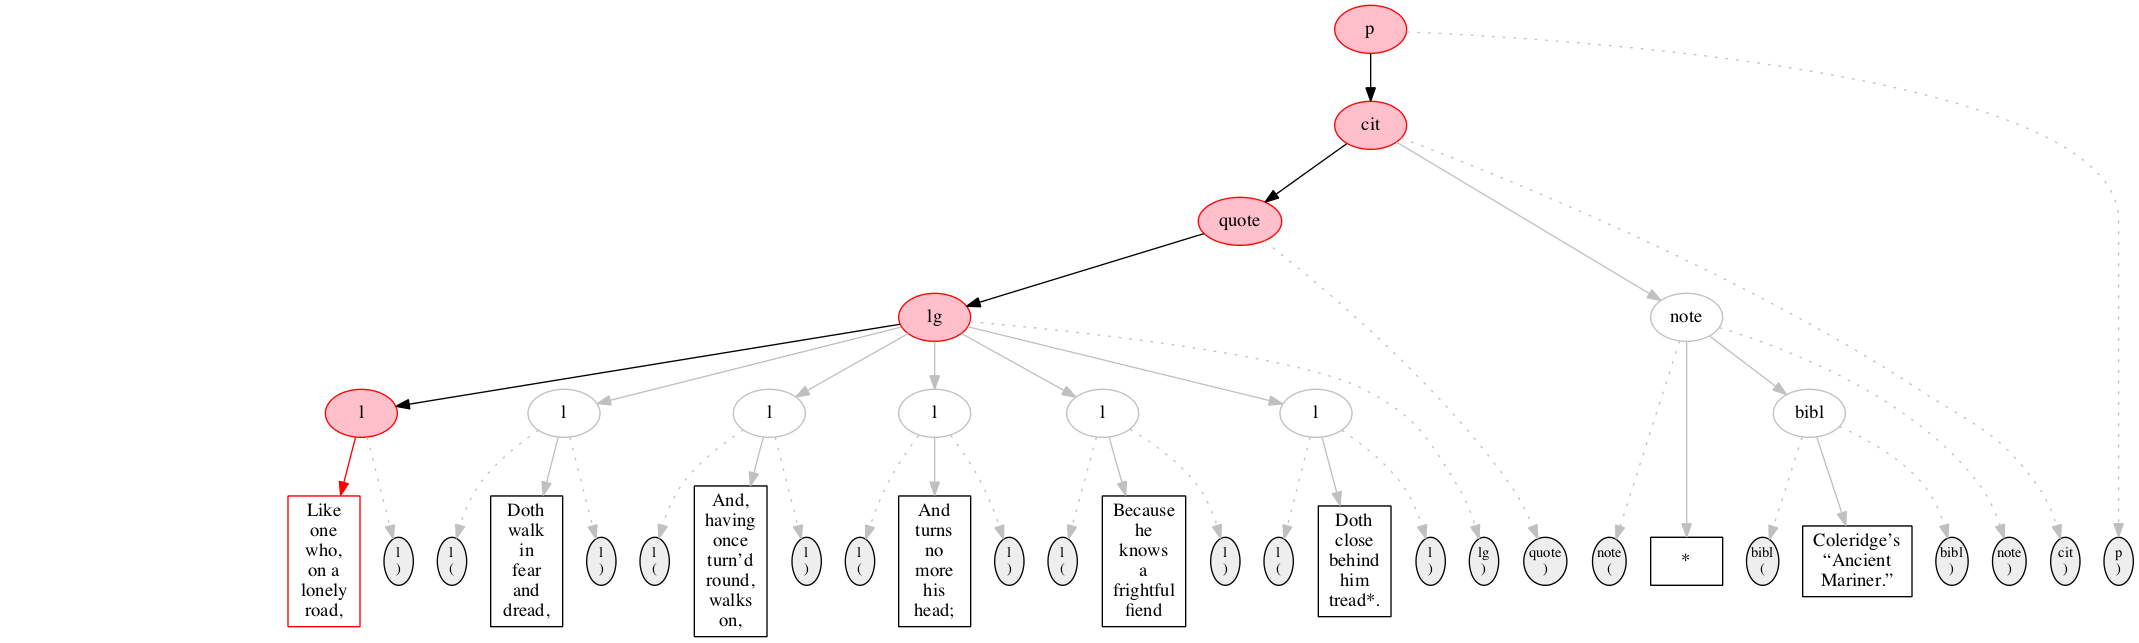 p
cit
quote
lg
note
l
l
l
l
l
l
bibl
Like
one
who,
on a
lonely
road,
l
)
l
(
Doth
walk
in
fear
and
dread,
l
)
l
(
And,
having
once
turn’d
round,
walks
on,
l
)
l
(
And
turns
no
more
his
head;
l
)
l
(
Because
he
knows
a
frightful
fiend
l
)
l
(
Doth
close
behind
him
tread*.
l
)
lg
)
quote
)
note
(
*
bibl
(
Coleridge’s
“Ancient
Mariner.”
bibl
)
note
)
cit
)
p
)